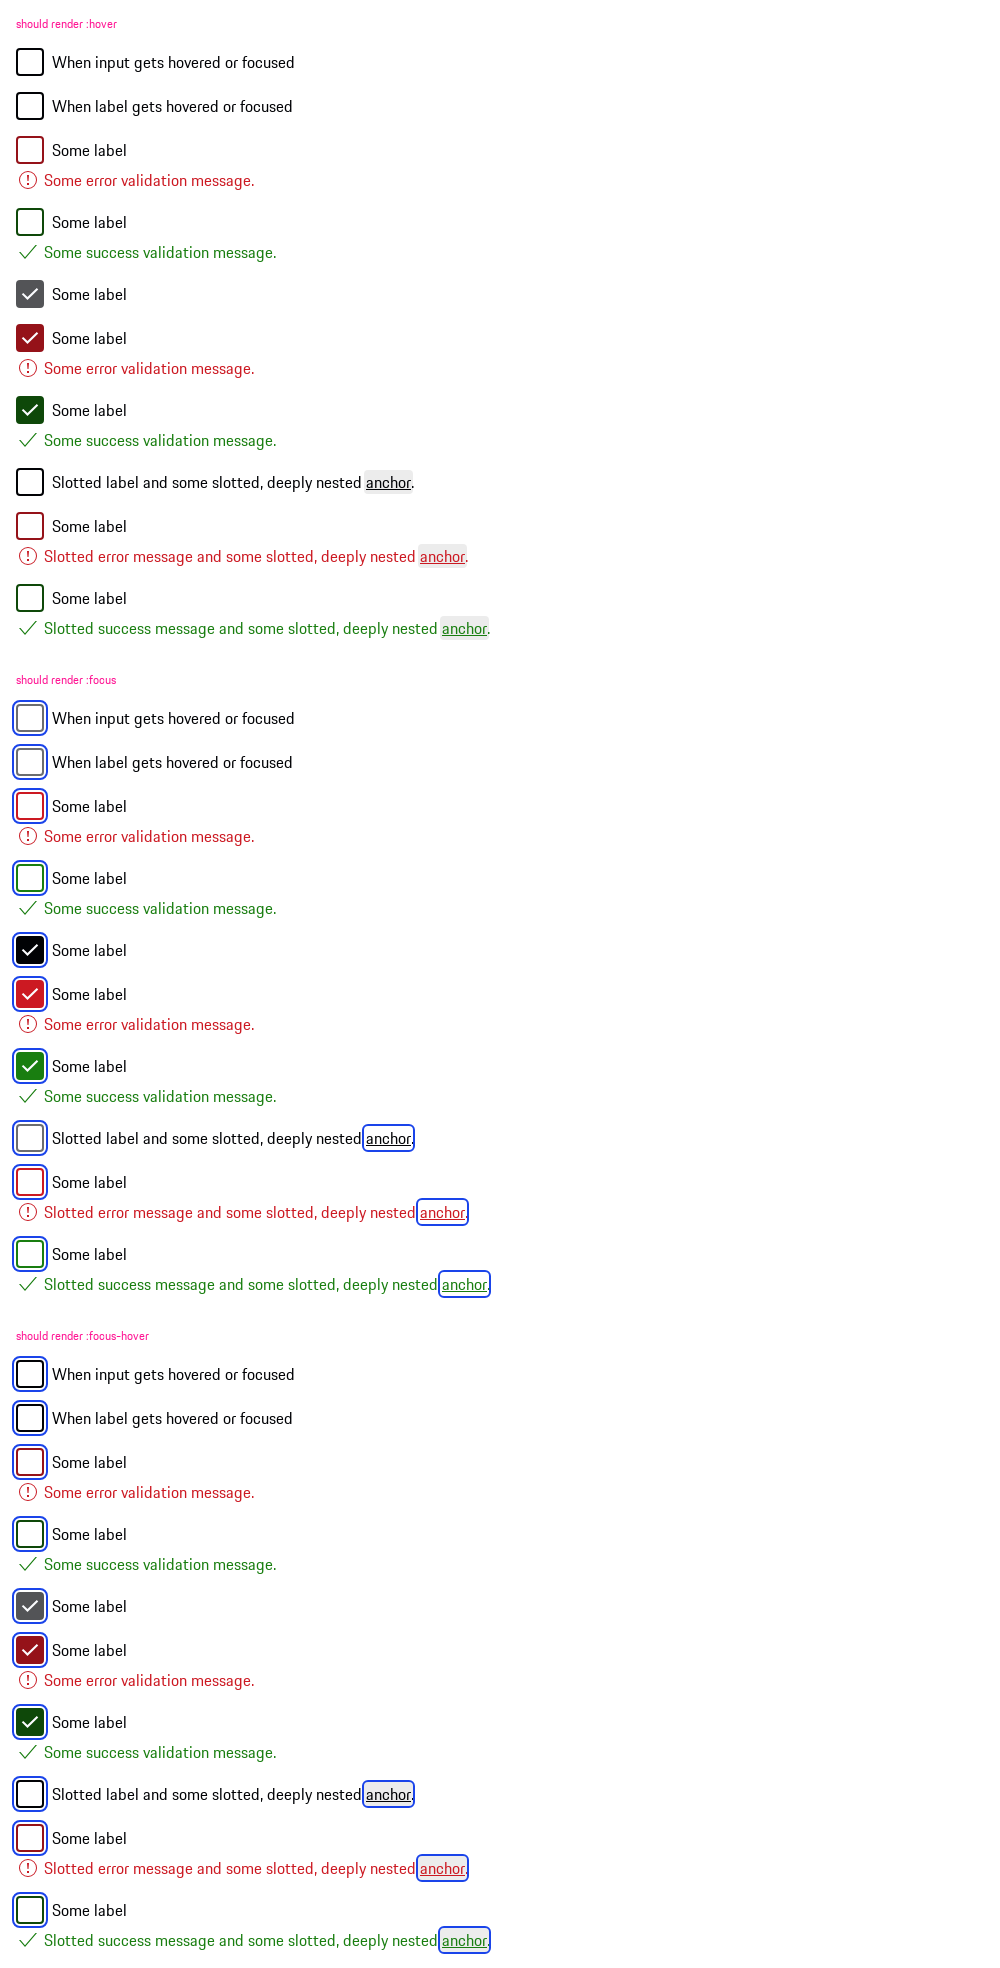 should render :hover
When input gets hovered or focused
When label gets hovered or focused
Some label
Some error validation message.
Some label
Some success validation message.
Some label
Some label
Some error validation message.
Some label
Some success validation message.
Slotted label and some slotted, deeply nested anchor.
Some label
Slotted error message and some slotted, deeply nested anchor.
Some label
Slotted success message and some slotted, deeply nested anchor.
should render :focus
When input gets hovered or focused
When label gets hovered or focused
Some label
Some error validation message.
Some label
Some success validation message.
Some label
Some label
Some error validation message.
Some label
Some success validation message.
Slotted label and some slotted, deeply nested anchor.
Some label
Slotted error message and some slotted, deeply nested anchor.
Some label
Slotted success message and some slotted, deeply nested anchor.
should render :focus-hover
When input gets hovered or focused
When label gets hovered or focused
Some label
Some error validation message.
Some label
Some success validation message.
Some label
Some label
Some error validation message.
Some label
Some success validation message.
Slotted label and some slotted, deeply nested anchor.
Some label
Slotted error message and some slotted, deeply nested anchor.
Some label
Slotted success message and some slotted, deeply nested anchor.